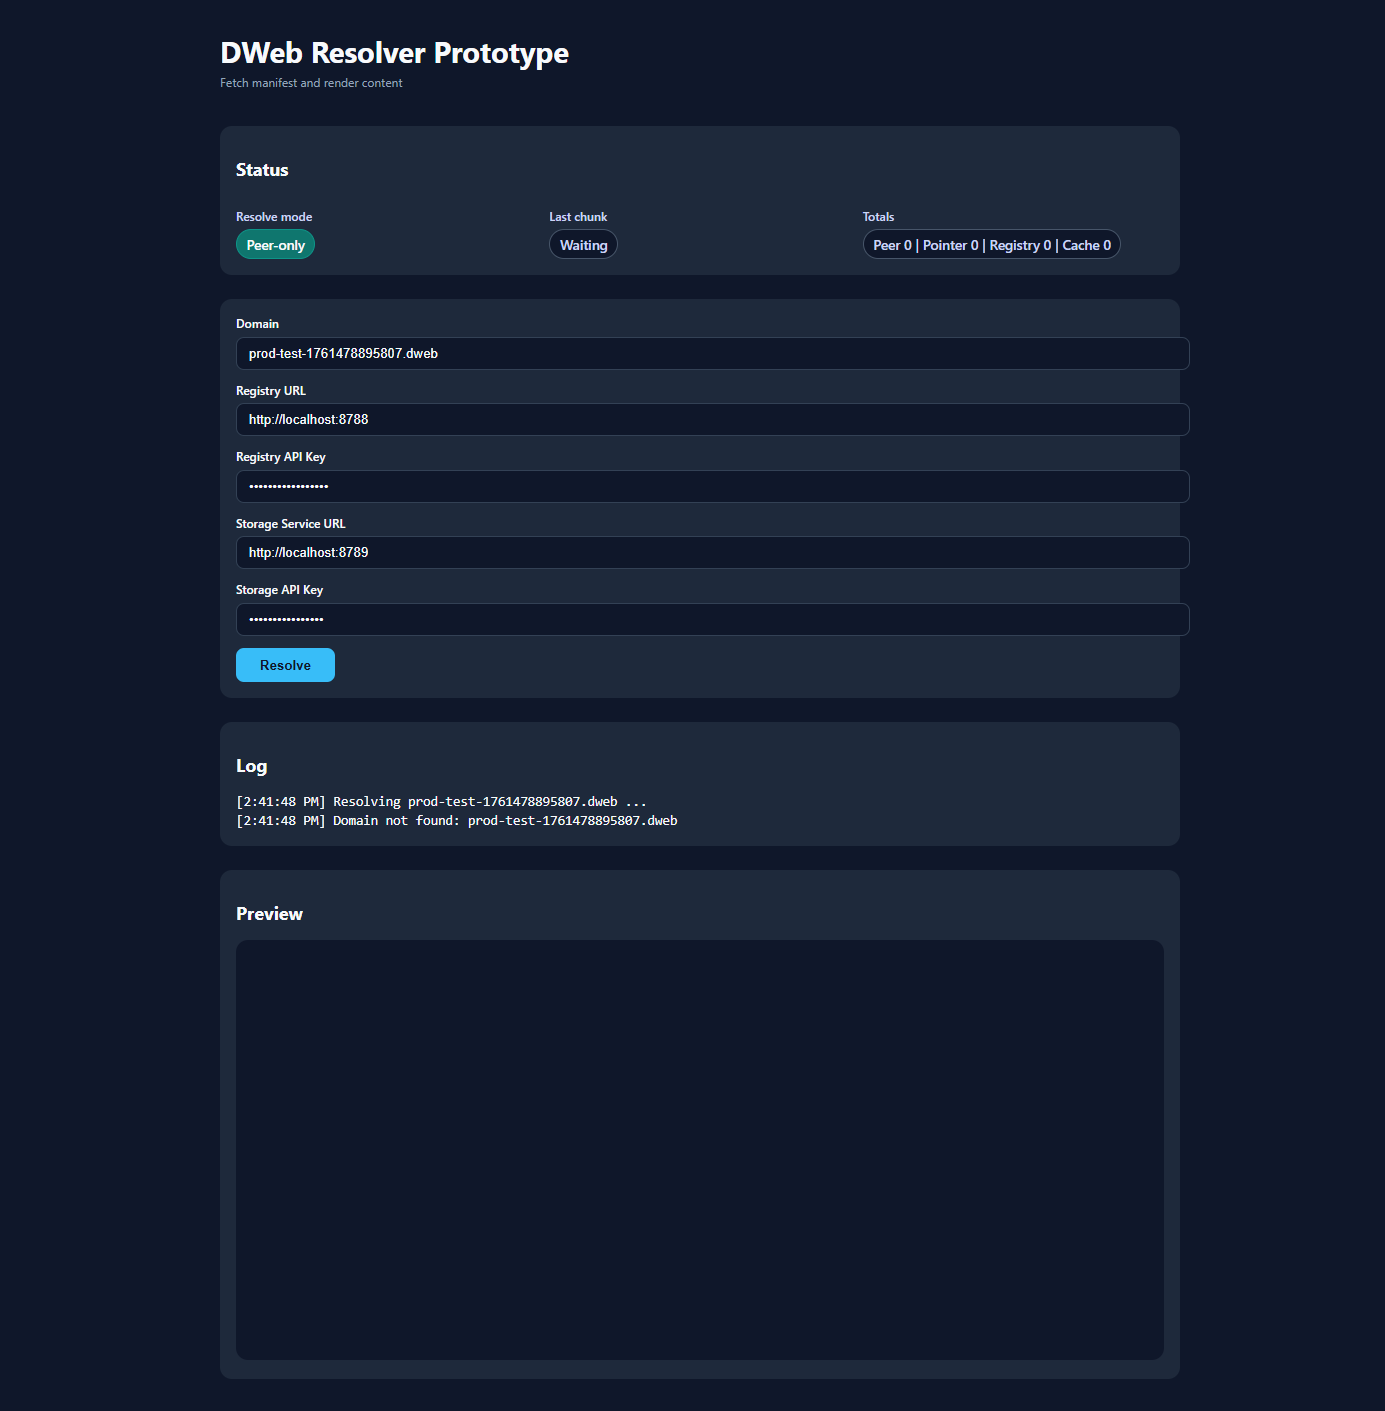 DWeb Resolver Prototype
Fetch manifest and render content
Status
Resolve mode
Peer-only
Last chunk
Waiting
Totals
Peer 0 | Pointer 0 | Registry 0 | Cache 0
Domain
prod-test-1761478895807.dweb
Registry URL
http://localhost:8788
Registry API Key
•••••••••••••••••
Storage Service URL
http://localhost:8789
Storage API Key
••••••••••••••••
Resolve
Log
[2:41:48 PM] Resolving prod-test-1761478895807.dweb ...
[2:41:48 PM] Domain not found: prod-test-1761478895807.dweb
Preview